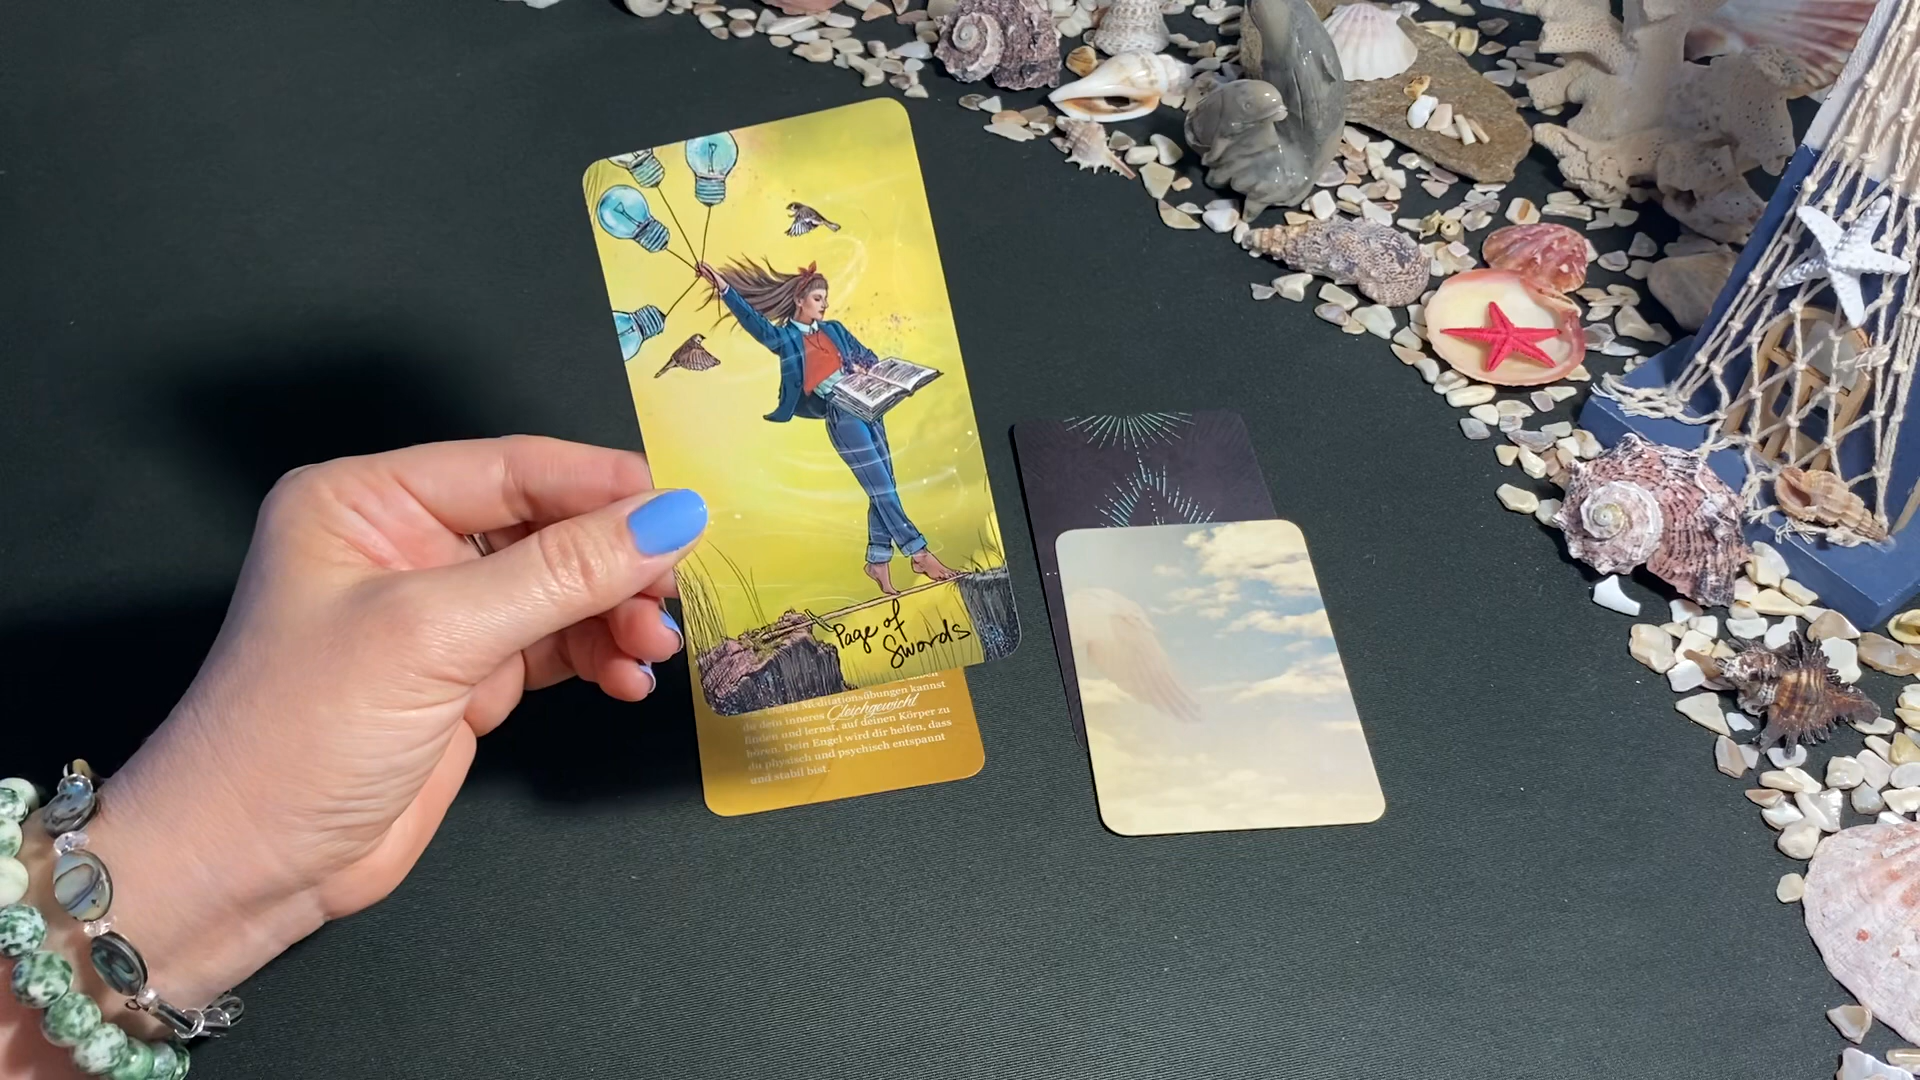 Page of
Swords
Durch Meditationsübungen kannst
du dein inneres Gleichgewicht
finden und lernst, auf deinen Körper zu
hören. Dein Engel wird dir helfen, dass
du physisch und psychisch entspannt
und stabil bist.